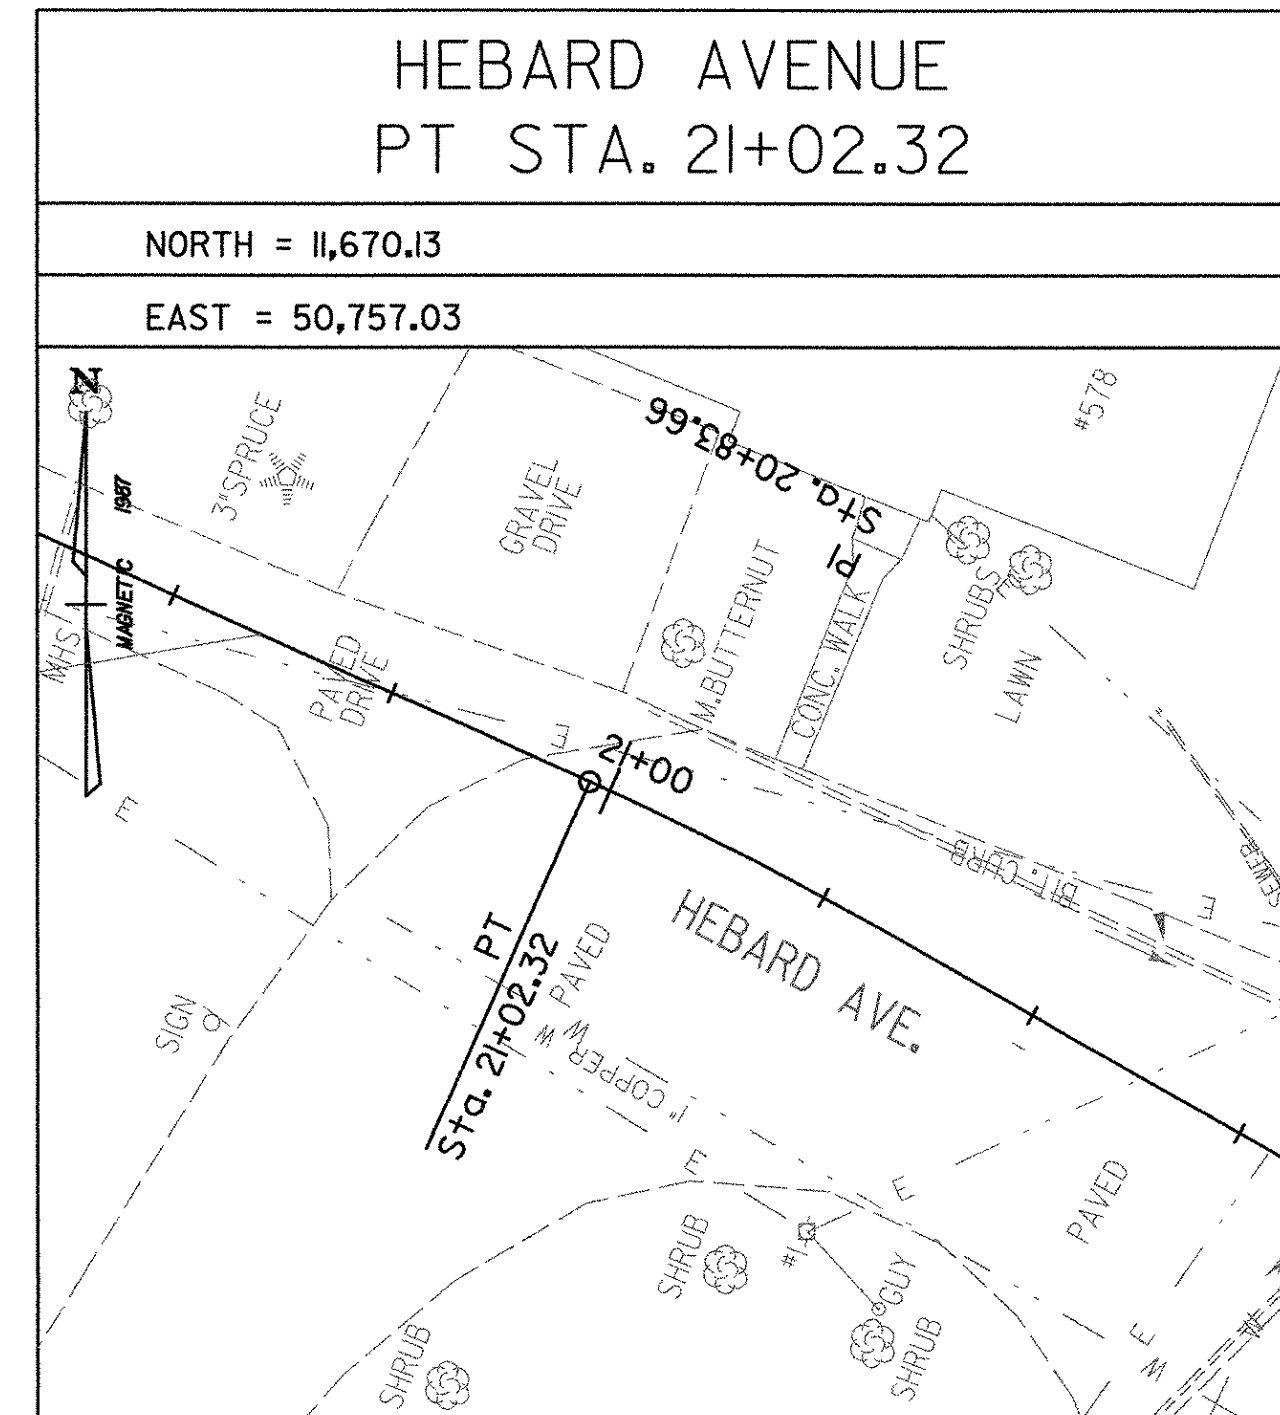 HEBARD AVENUE
PT STA. 21+02.32
NORTH = 11,670.13
EAST = 50,757.03
N
MAGNETIC 1987
3" SPRUCE
GRAVEL
DRIVE
PI
Sta. 20+83.66
#578
MHS
PAVED
DRIVE
M.BUTTERNUT
CONC. WALK
SHRUBS
LAWN
E
21+00
E
BIT. CURB
E
SEWER
HEBARD AVE.
PT
Sta. 21+02.32
PAVED
W
W
1" COPPER
SIGN
E
E
PAVED
#1
SHRUB
GUY
SHRUB
SHRUB
E
W
W